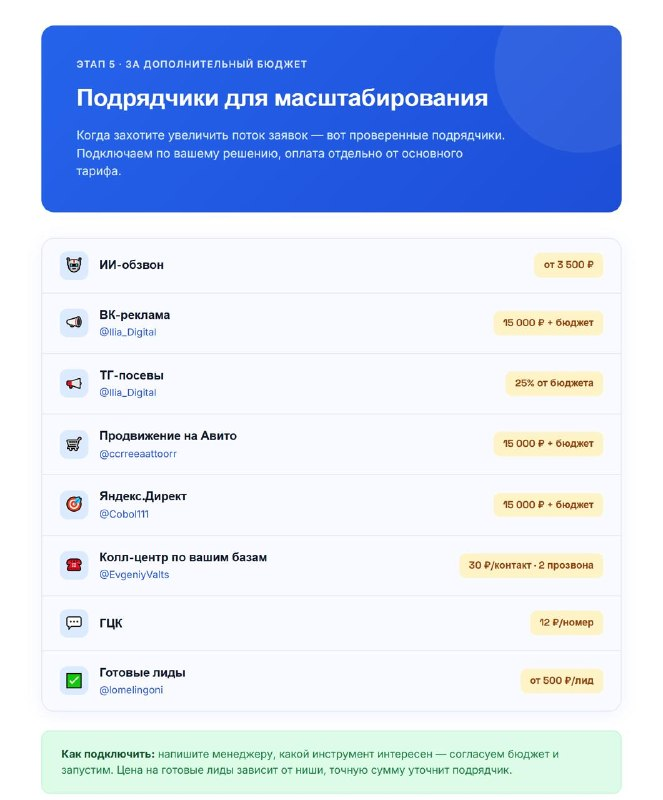 ЭТАП 5 · ЗА ДОПОЛНИТЕЛЬНЫЙ БЮДЖЕТ
Подрядчики для масштабирования
Когда захотите увеличить поток заявок — вот проверенные подрядчики.
Подключаем по вашему решению, оплата отдельно от основного
тарифа.
ИИ-обзвон
от 3 500 ₽
ВК-реклама
@Ilia_Digital
15 000 ₽ + бюджет
ТГ-посевы
@Ilia_Digital
25% от бюджета
Продвижение на Авито
@ccrreeaattoorr
15 000 ₽ + бюджет
Яндекс.Директ
@Cobol111
15 000 ₽ + бюджет
Колл-центр по вашим базам
@EvgeniyValts
30 ₽/контакт · 2 прозвона
ГЦК
12 ₽/номер
Готовые лиды
@lomelingoni
от 500 ₽/лид
Как подключить: напишите менеджеру, какой инструмент интересен — согласуем бюджет и
запустим. Цена на готовые лиды зависит от ниши, точную сумму уточнит подрядчик.